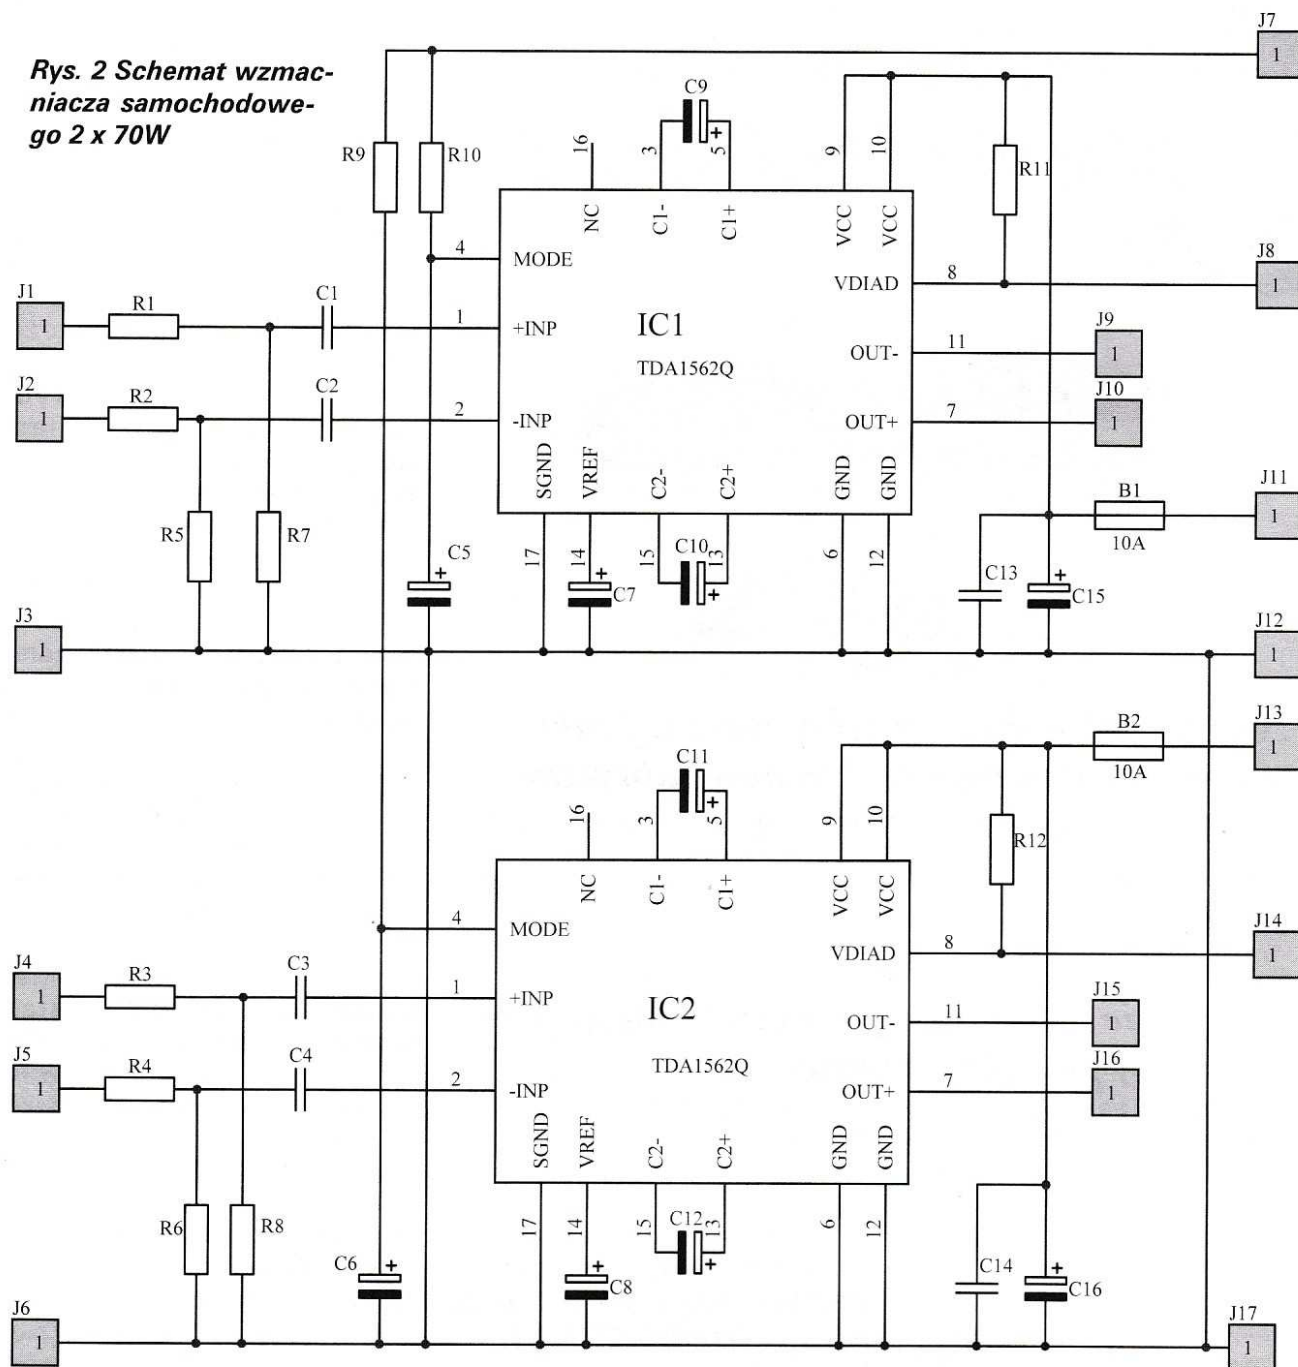 Rys. 2 Schemat wzmac-
niacza samochodowe-
go 2 x 70W
J7
1
R9
R10
16
3
C9
+
5
9
10
R11
NC
C1-
C1+
VCC
VCC
4
MODE
VDIAD
8
J8
1
J1
1
R1
C1
1
+INP
IC1
TDA1562Q
OUT-
11
J9
1
J2
1
R2
C2
2
-INP
OUT+
7
J10
1
SGND
VREF
C2-
C2+
GND
GND
R5
R7
C5
+
17
14
+
C7
15
C10
+
13
6
12
C13
+
C15
B1
10A
J11
1
J3
1
J12
1
B2
10A
J13
1
16
3
C11
+
5
9
10
R12
NC
C1-
C1+
VCC
VCC
4
MODE
VDIAD
8
J14
1
J4
1
R3
C3
1
+INP
IC2
TDA1562Q
OUT-
11
J15
1
J5
1
R4
C4
2
-INP
OUT+
7
J16
1
SGND
VREF
C2-
C2+
GND
GND
R6
R8
C6
+
17
14
+
C8
15
C12
+
13
6
12
C14
+
C16
J6
1
J17
1